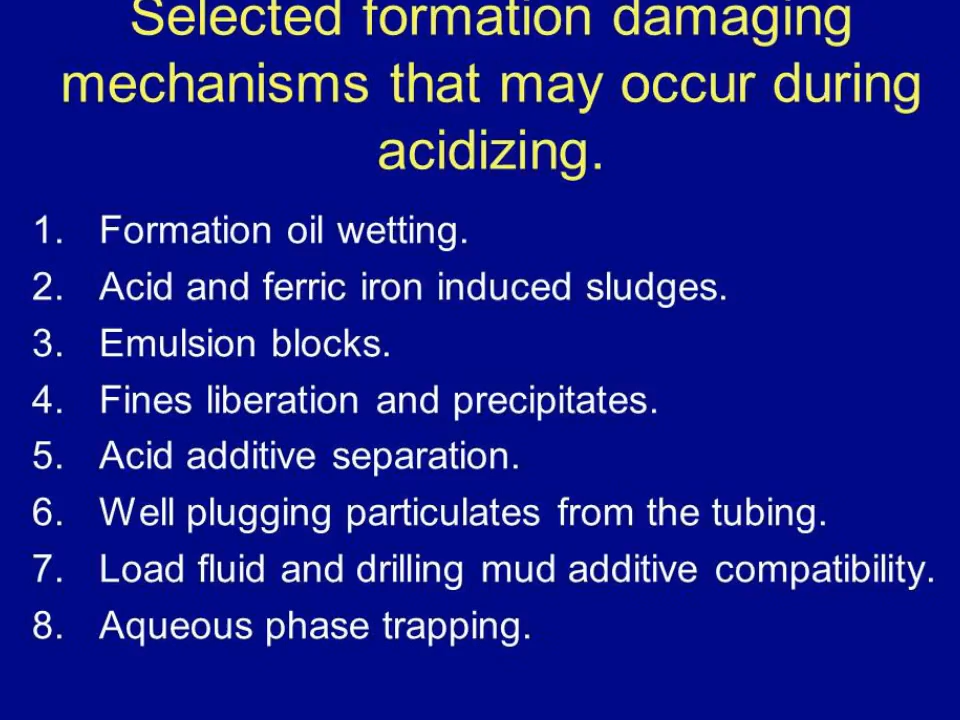 Selected formation damaging
mechanisms that may occur during
acidizing.
1. Formation oil wetting.
2. Acid and ferric iron induced sludges.
3. Emulsion blocks.
4. Fines liberation and precipitates.
5. Acid additive separation.
6. Well plugging particulates from the tubing.
7. Load fluid and drilling mud additive compatibility.
8. Aqueous phase trapping.